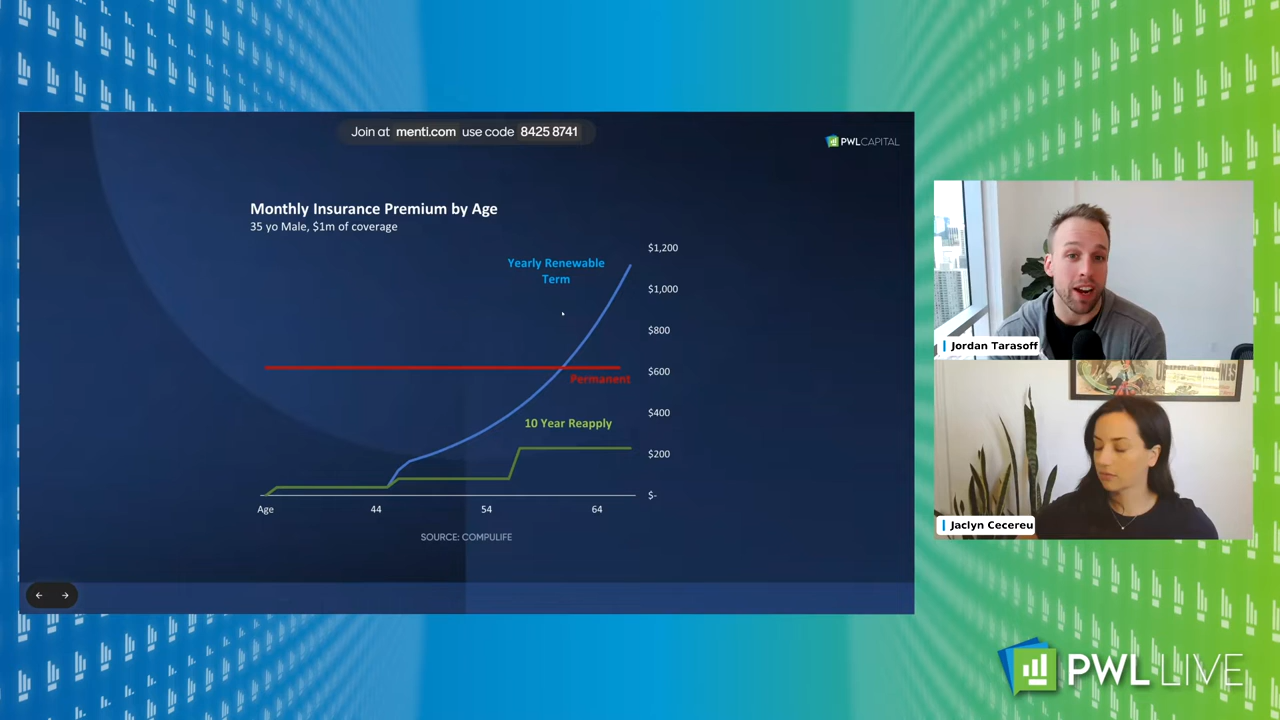 Join at menti.com use code 8425 8741
PWLCAPITAL
Monthly Insurance Premium by Age
35 yo Male, $1m of coverage
Yearly Renewable
Term
$1,200
$1,000
$800
$600
Permanent
$400
10 Year Reapply
$200
$-
Age 44 54 64
SOURCE: COMPULIFE
Jordan Tarasoff
Jaclyn Cecereu
PWL LIVE